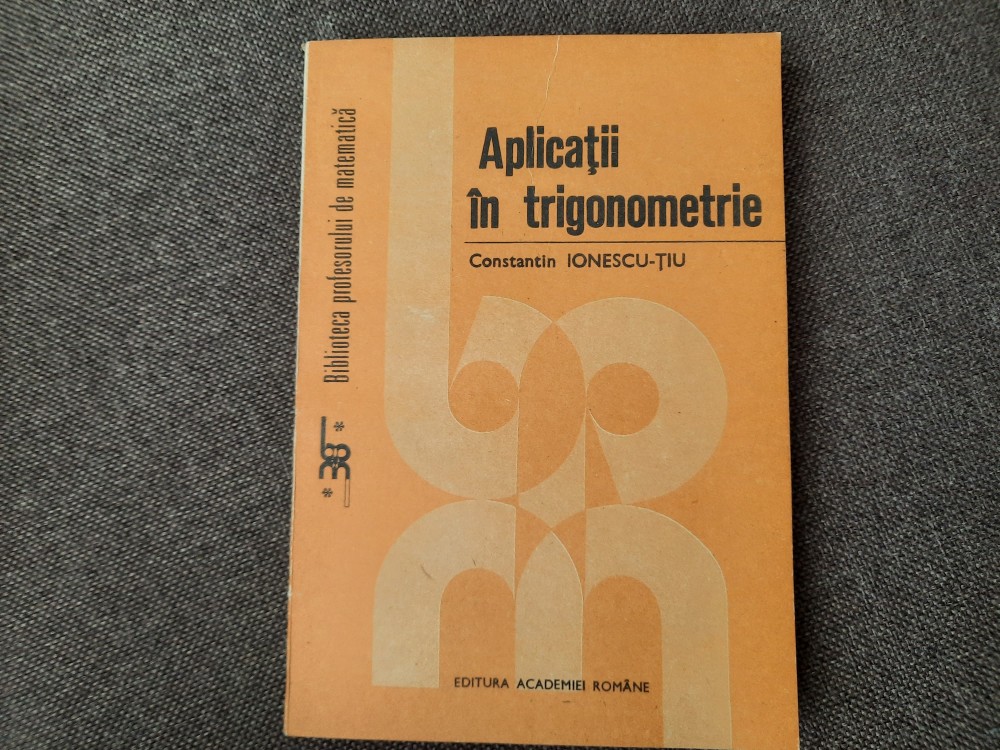 Aplicaţii
în trigonometrie
Constantin IONESCU-ŢIU
Biblioteca profesorului de matematică
EDITURA ACADEMIEI ROMÂNE